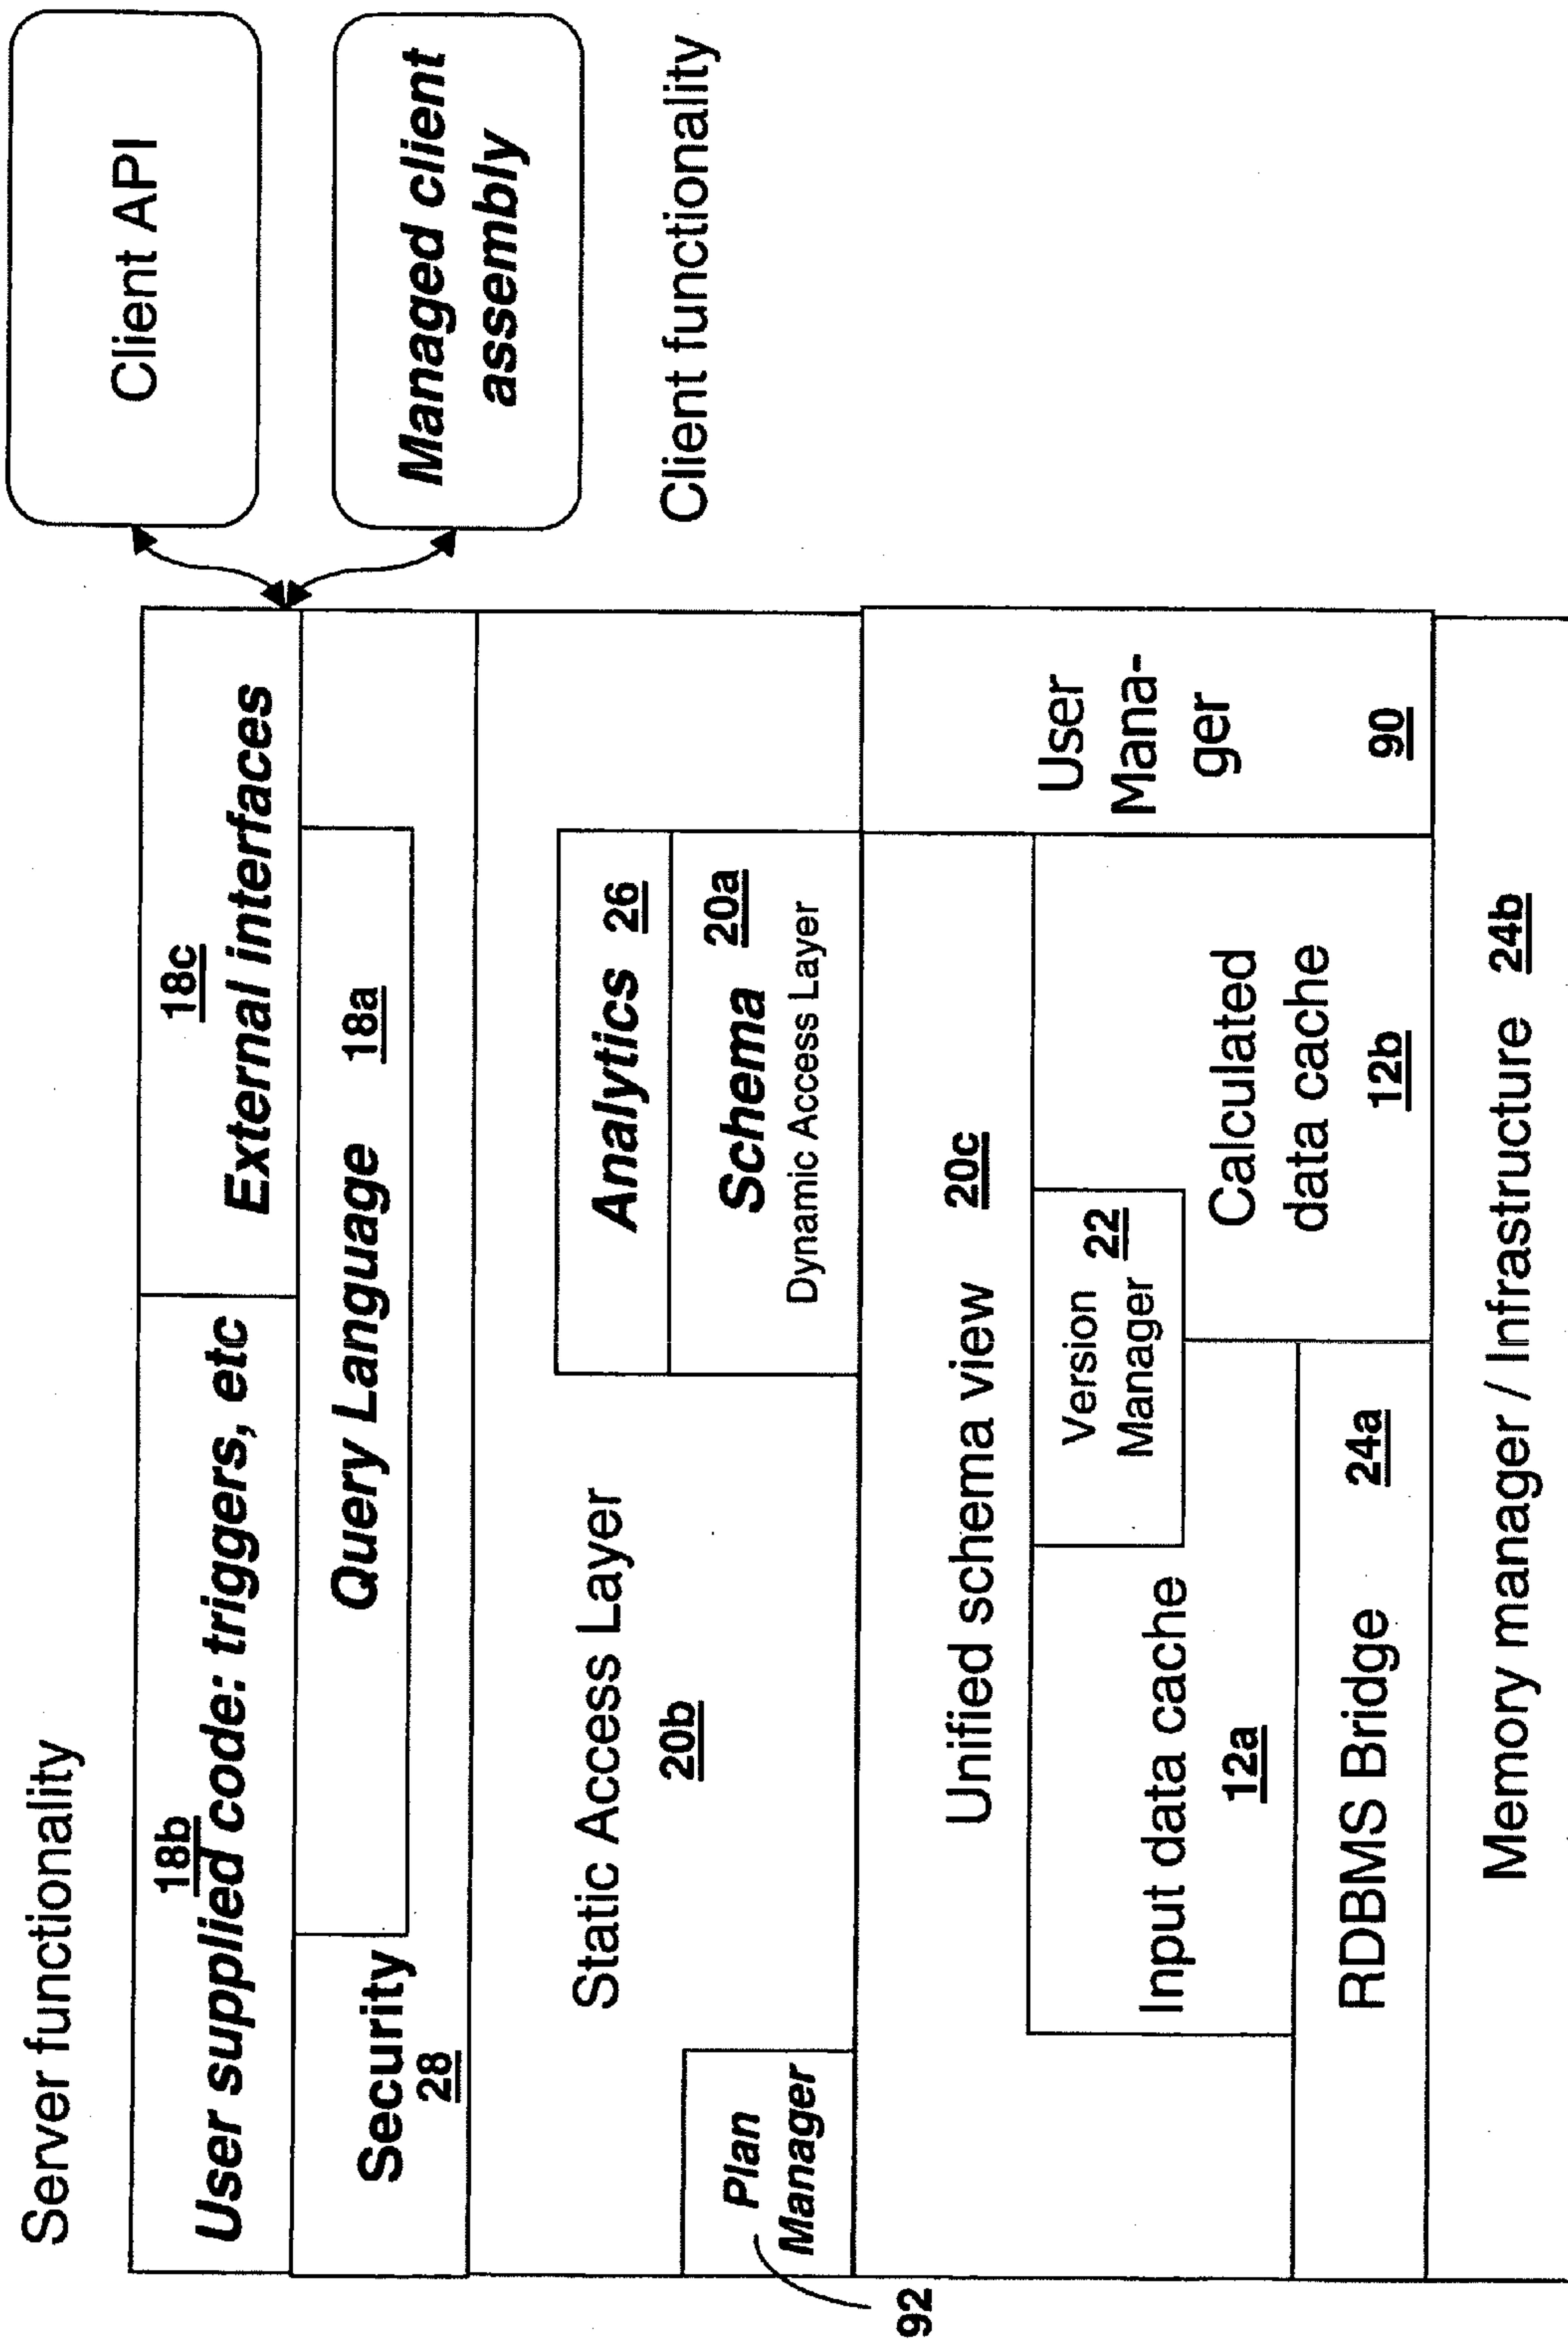 Server functionality
18b
User supplied code: triggers, etc
18c
External interfaces
Client API
Managed client
assembly
Client functionality
Query Language 18a
Security
28
Static Access Layer
20b
Analytics 26
Schema 20a
Dynamic Access Layer
Plan
Manager
92
Unified schema view 20c
Version
Manager
22
Input data cache
12a
Calculated
data cache
12b
User
Mana-
ger
90
RDBMS Bridge 24a
Memory manager / Infrastructure 24b